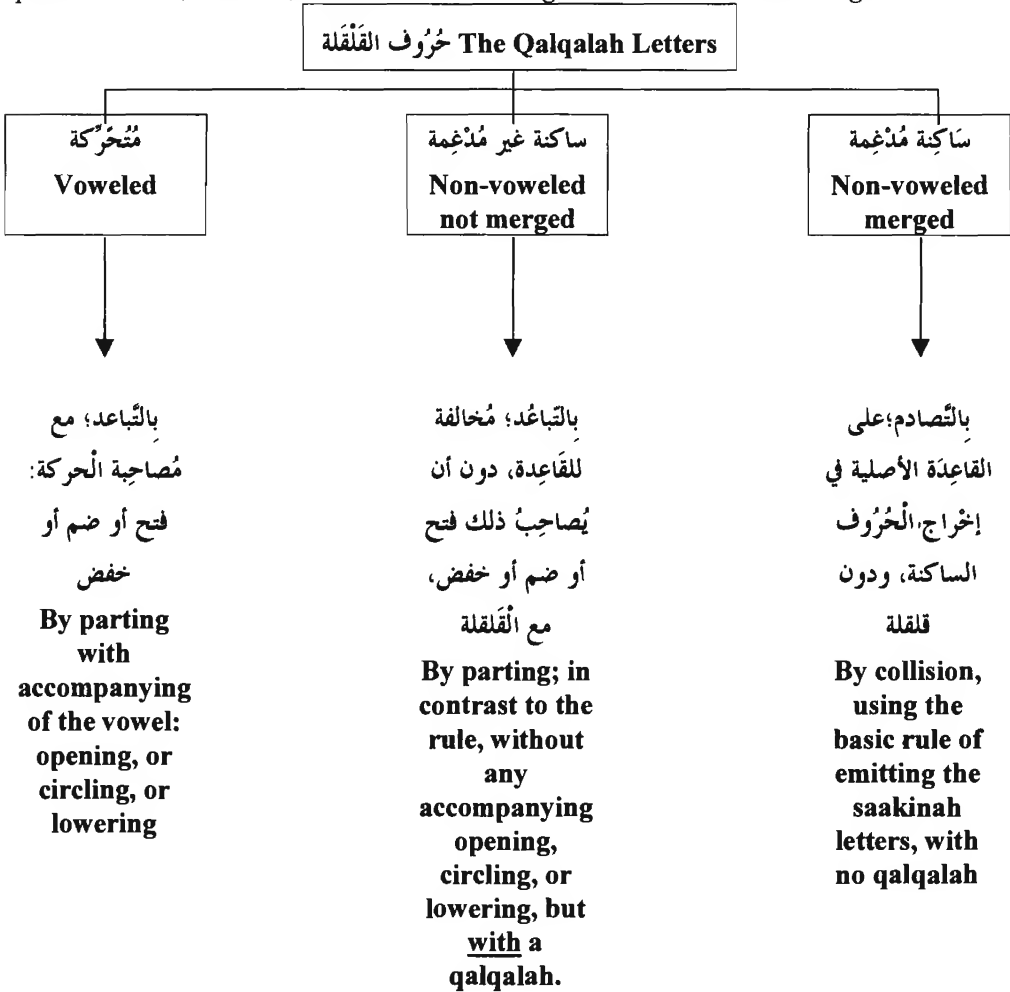 حُرُوف القَلْقَلة The Qalqalah Letters
مُتُحَرِّكة
Voweled
بِالتَّباعد؛ مع
مُصاحِبة الْحركة:
فتح أو ضم أو
خفض
By parting
with
accompanying
of the vowel:
opening, or
circling, or
lowering
ساكنة غير مُدْغِمة
Non-voweled
not merged
بِالتّباعُد؛ مُخالفة
للقَاعِدة، دون أن
يُصاحِبُ ذلك فتح
أو ضم أو خفض،
مع الْقَلقلة
By parting; in
contrast to the
rule, without
any
accompanying
opening,
circling, or
lowering, but
with a
qalqalah.
سَاكِنة مُدْغِمة
Non-voweled
merged
بِالتَّصادم؛على
القاعِدَة الأصلية في
إخْراج الْحُرُوف
الساكنة، ودون
قلقلة
By collision,
using the
basic rule of
emitting the
saakinah
letters, with
no qalqalah